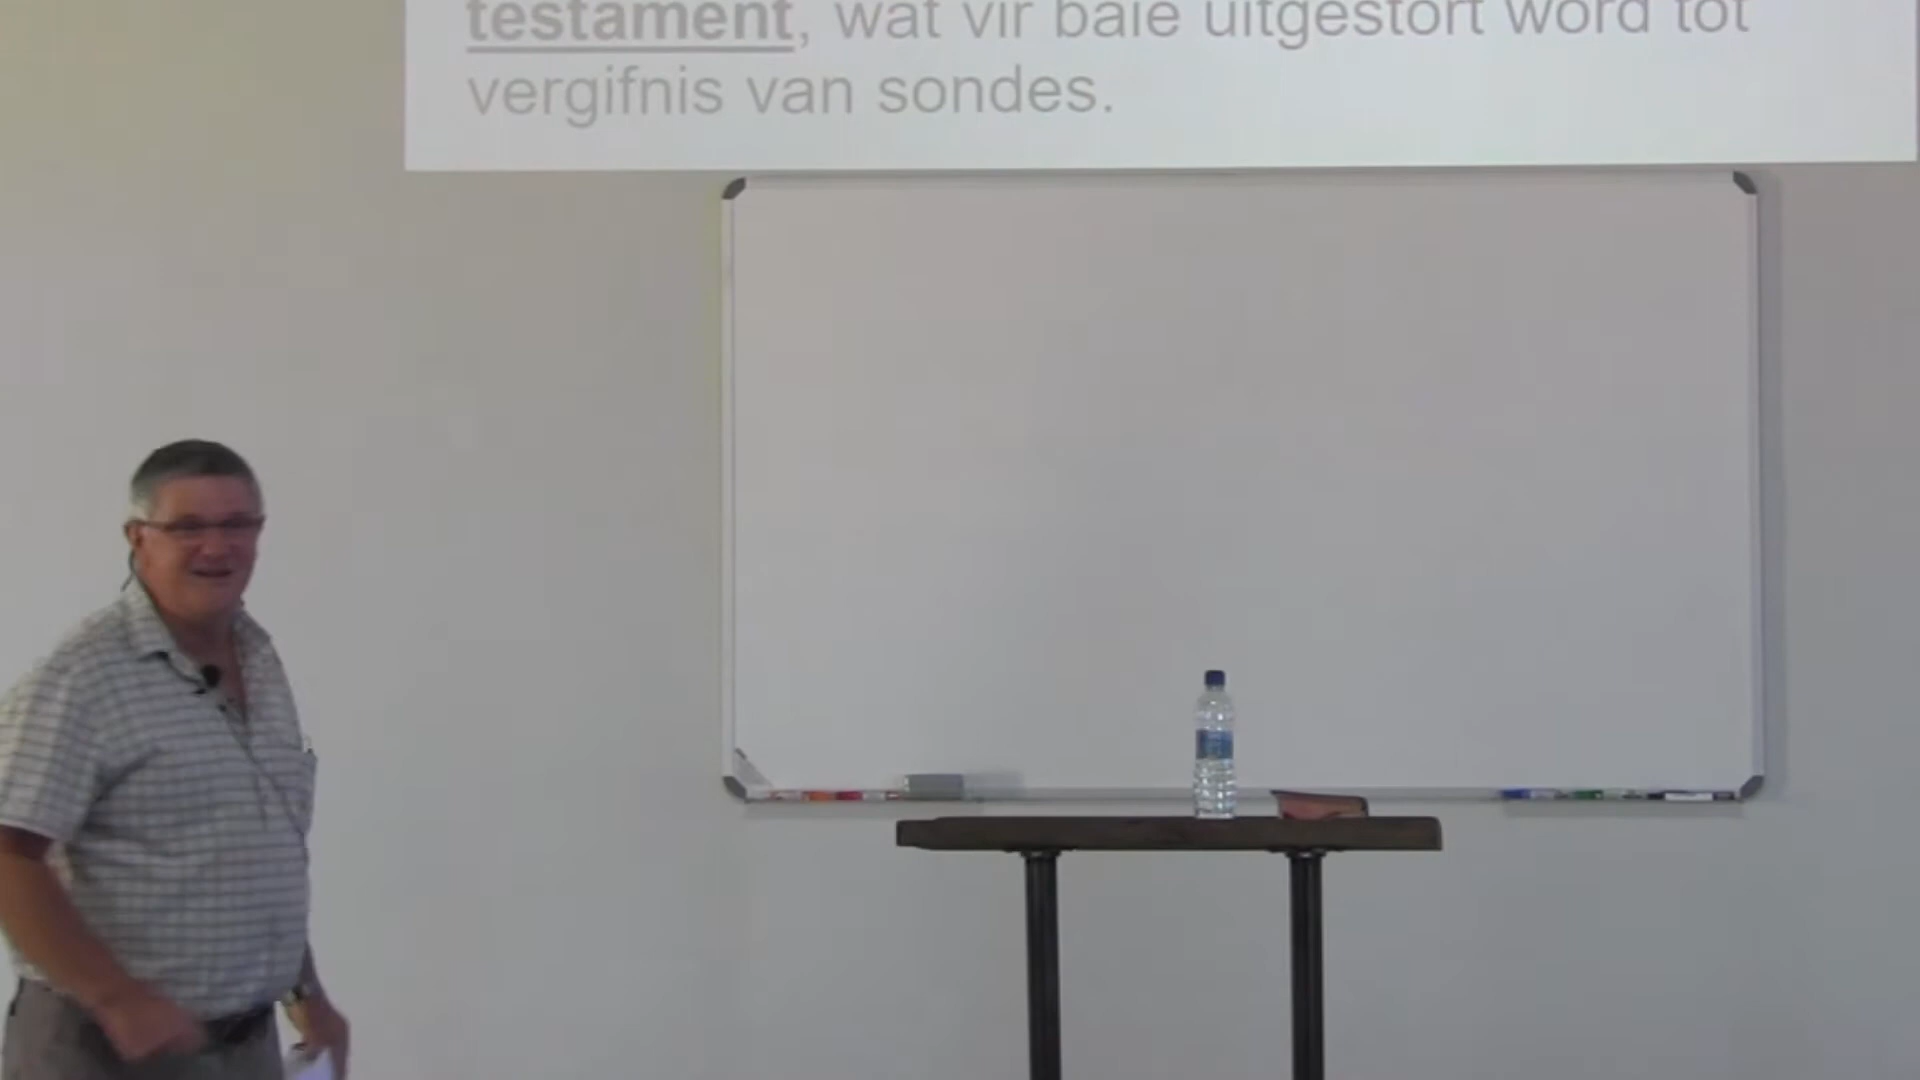 testament, wat vir baie uitgestort word tot
vergifnis van sondes.